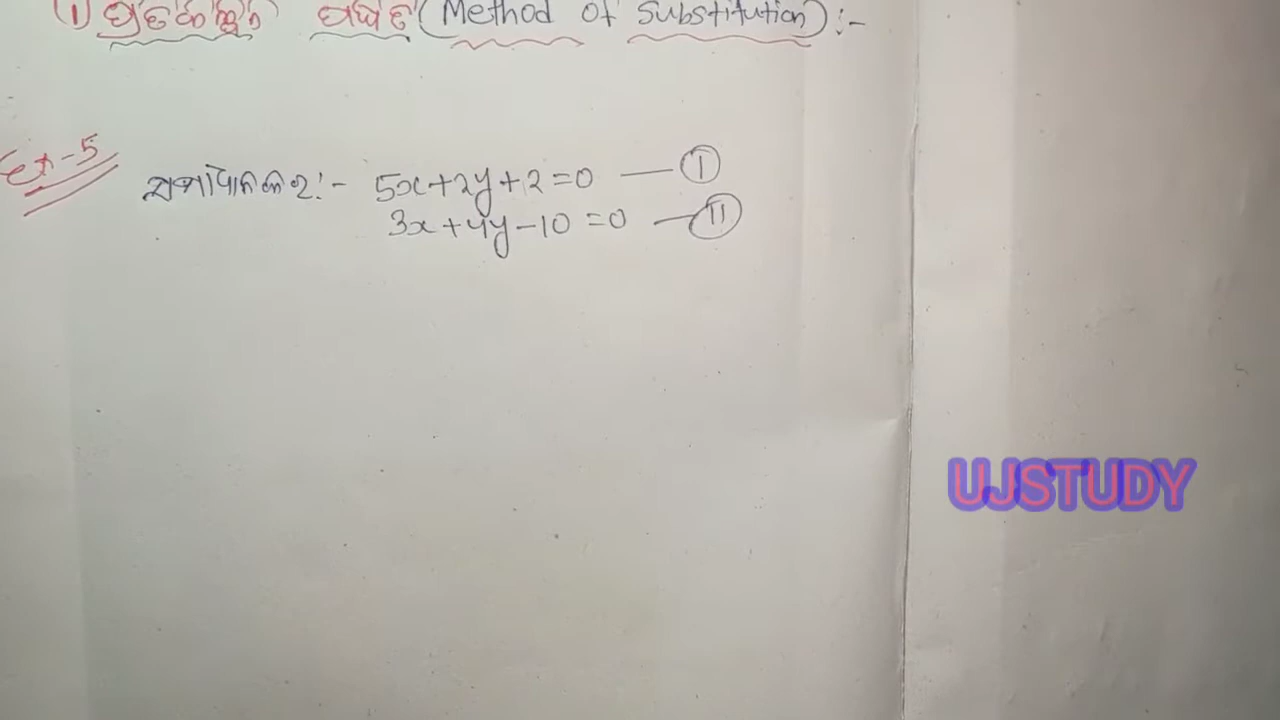 (1) ପ୍ରତିକଳ୍ପନ ପଦ୍ଧତି (Method of Substitution) :-
Ex-5
ସମାଧାନ କର :- 5x+2y+2=0 — I
3x+4y-10=0 — II
UJSTUDY